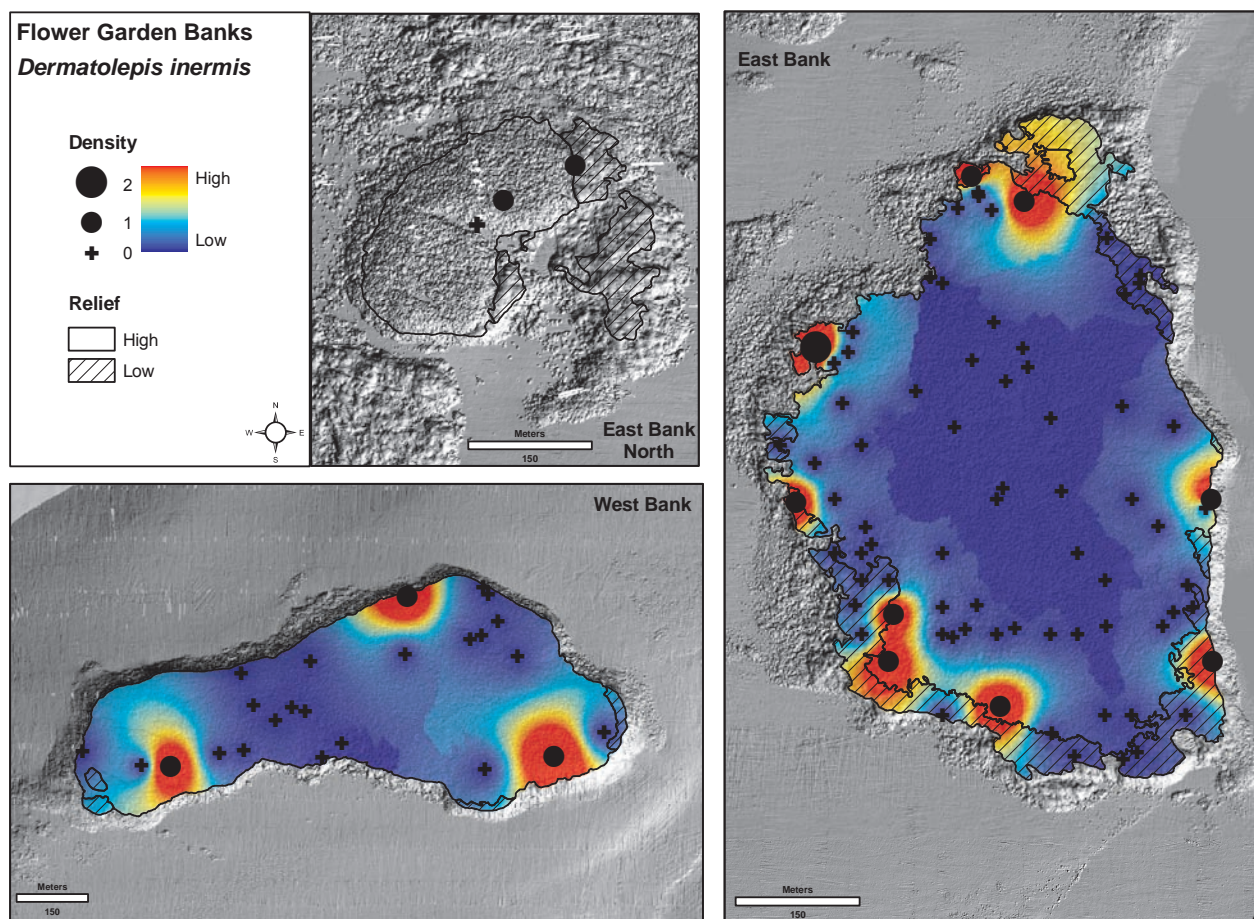 Flower Garden Banks
Dermatolepis inermis
Density
2
1
0
High
Low
Relief
High
Low
N
W E
S
Meters
150
East Bank
North
West Bank
Meters
150
East Bank
Meters
150